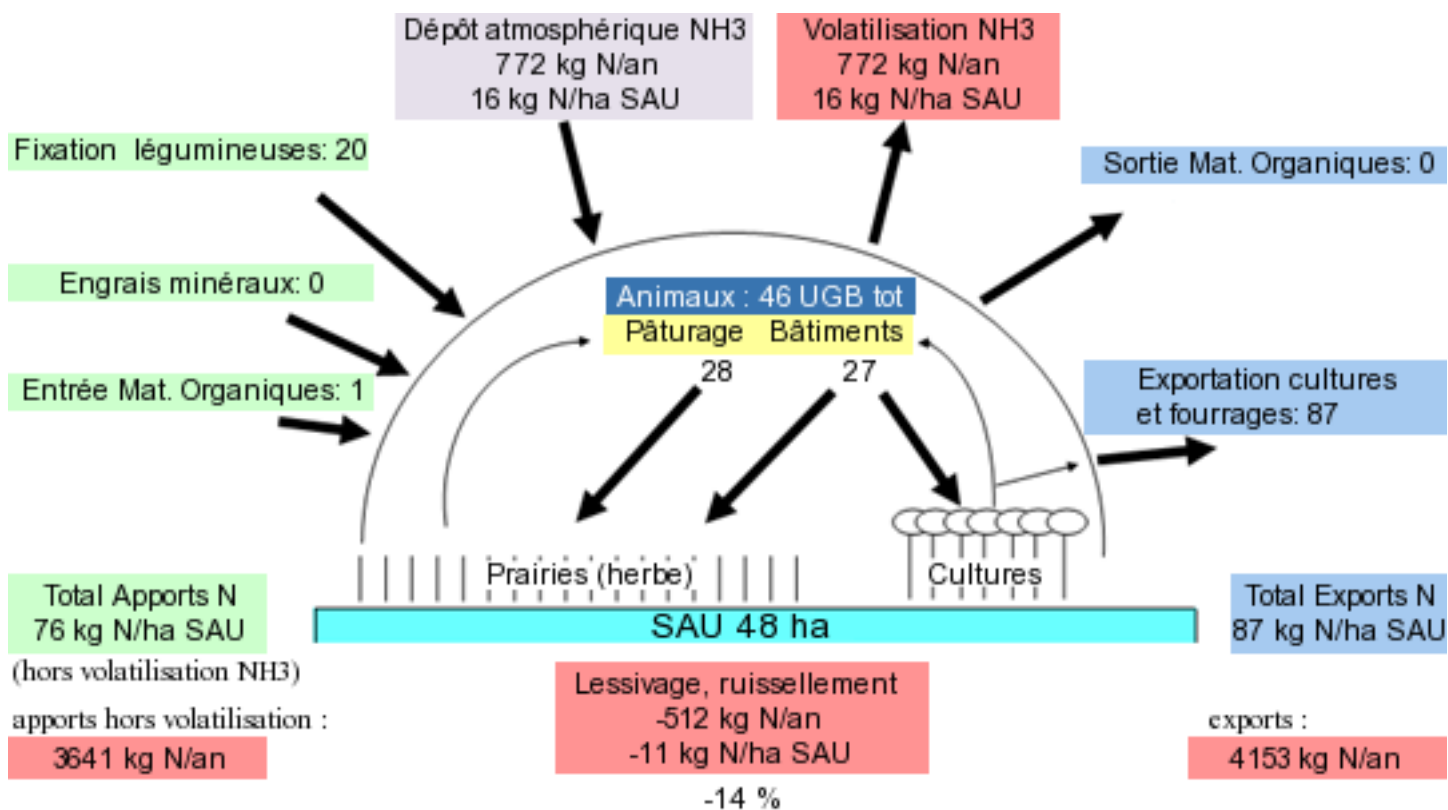 Dépôt atmosphérique NH3
772 kg N/an
16 kg N/ha SAU
Volatilisation NH3
772 kg N/an
16 kg N/ha SAU
Fixation légumineuses: 20
Sortie Mat. Organiques: 0
Engrais minéraux: 0
Animaux : 46 UGB tot
Pâturage Bâtiments
28 27
Entrée Mat. Organiques: 1
Exportation cultures
et fourrages: 87
Prairies (herbe)
Cultures
Total Apports N
76 kg N/ha SAU
(hors volatilisation NH3)
SAU 48 ha
Total Exports N
87 kg N/ha SAU
apports hors volatilisation :
3641 kg N/an
Lessivage, ruissellement
-512 kg N/an
-11 kg N/ha SAU
-14 %
exports :
4153 kg N/an